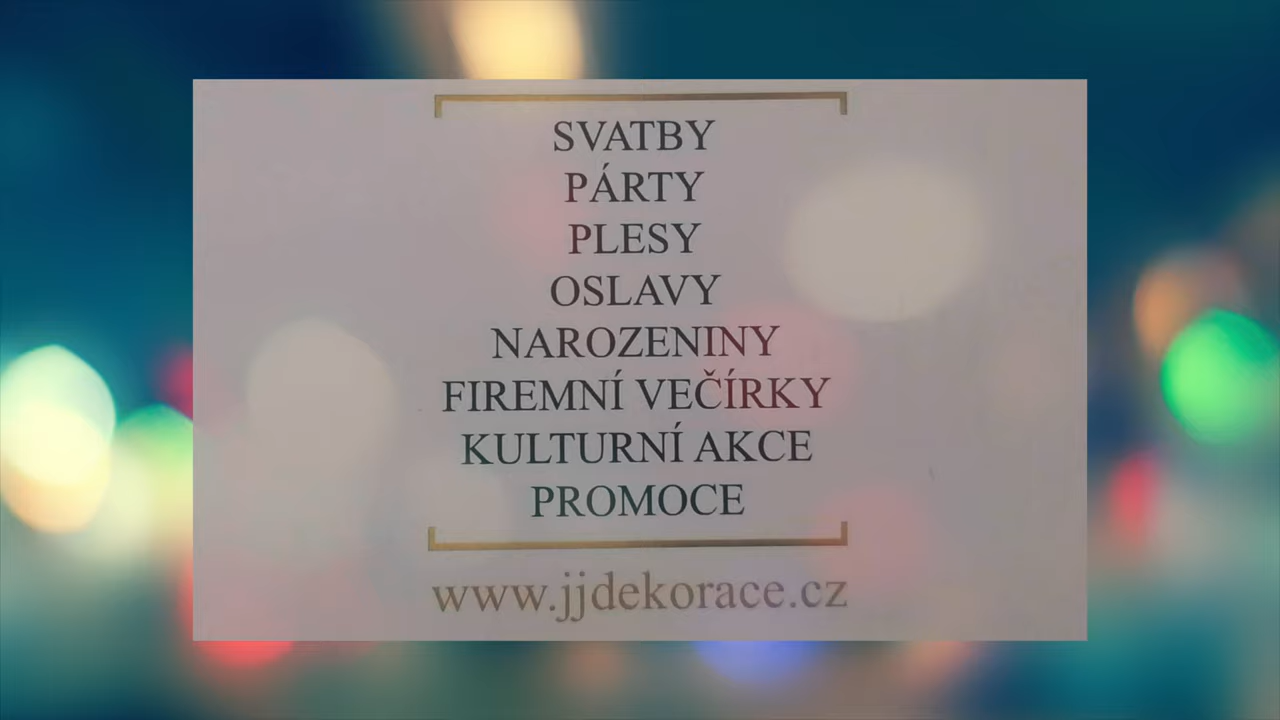 SVATBY
PÁRTY
PLESY
OSLAVY
NAROZENINY
FIREMNÍ VEČÍRKY
KULTURNÍ AKCE
PROMOCE
www.jjdekorace.cz